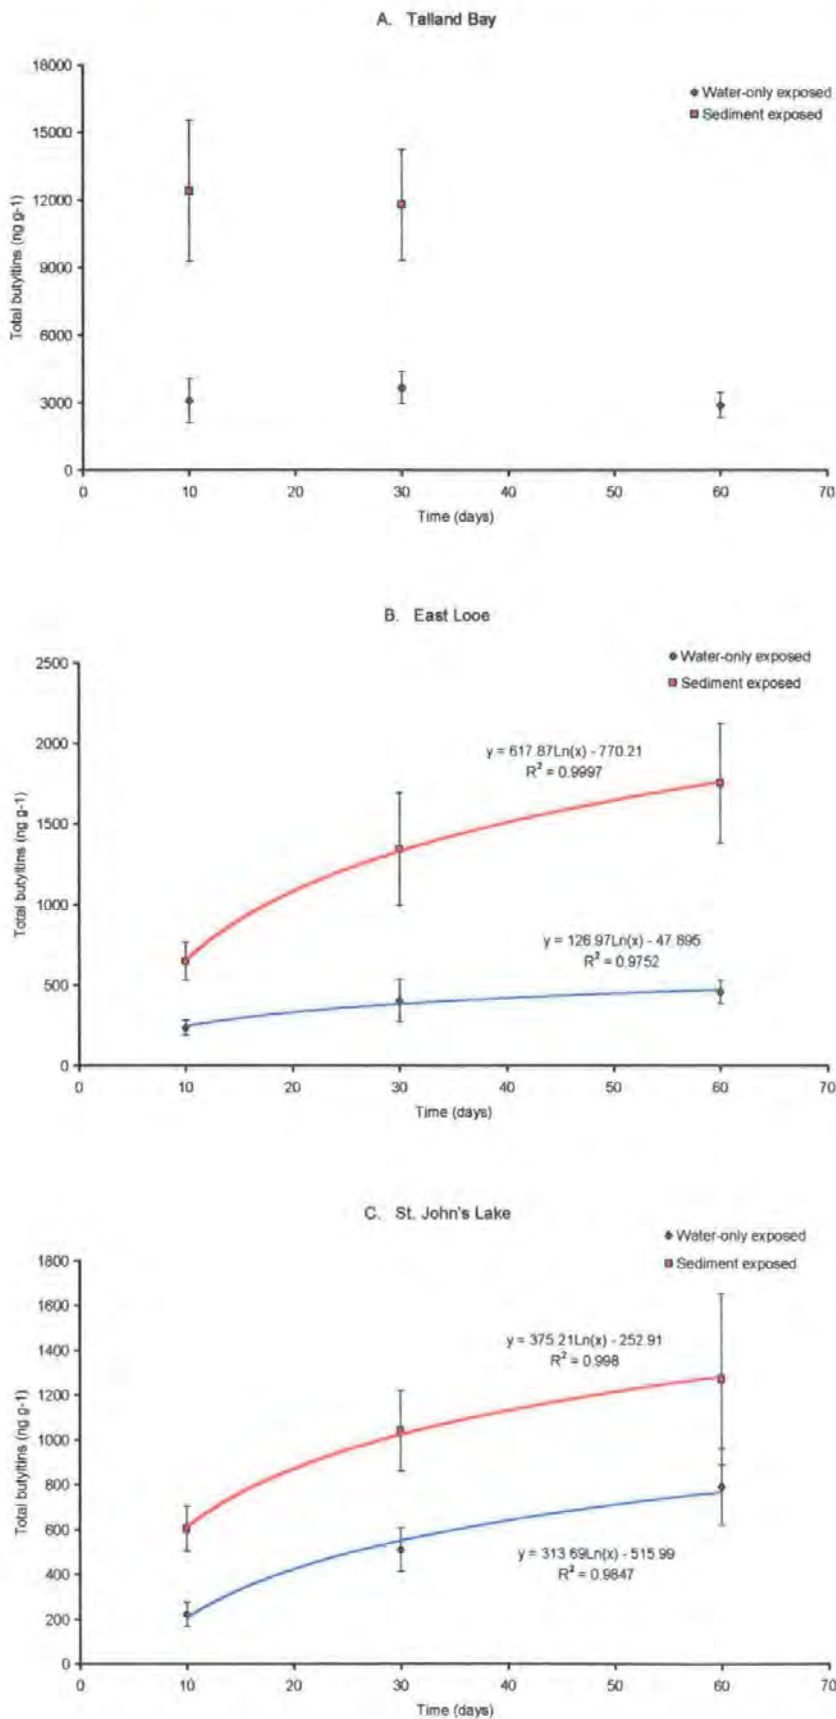 A. Talland Bay
18000
15000
12000
9000
6000
3000
0
Total butyltins (ng g-1)
Water-only exposed
Sediment exposed
0 10 20 30 40 50 60 70
Time (days)
B. East Looe
2500
2000
1500
1000
500
0
Total butyltins (ng g-1)
Water-only exposed
Sediment exposed
y = 617.87Ln(x) - 770.21
R² = 0.9997
y = 126.97Ln(x) - 47.895
R² = 0.9752
0 10 20 30 40 50 60 70
Time (days)
C. St. John's Lake
1800
1600
1400
1200
1000
800
600
400
200
0
Total butyltins (ng g-1)
Water-only exposed
Sediment exposed
y = 375.21Ln(x) - 252.91
R² = 0.998
y = 313.69Ln(x) - 515.99
R² = 0.9847
0 10 20 30 40 50 60 70
Time (days)